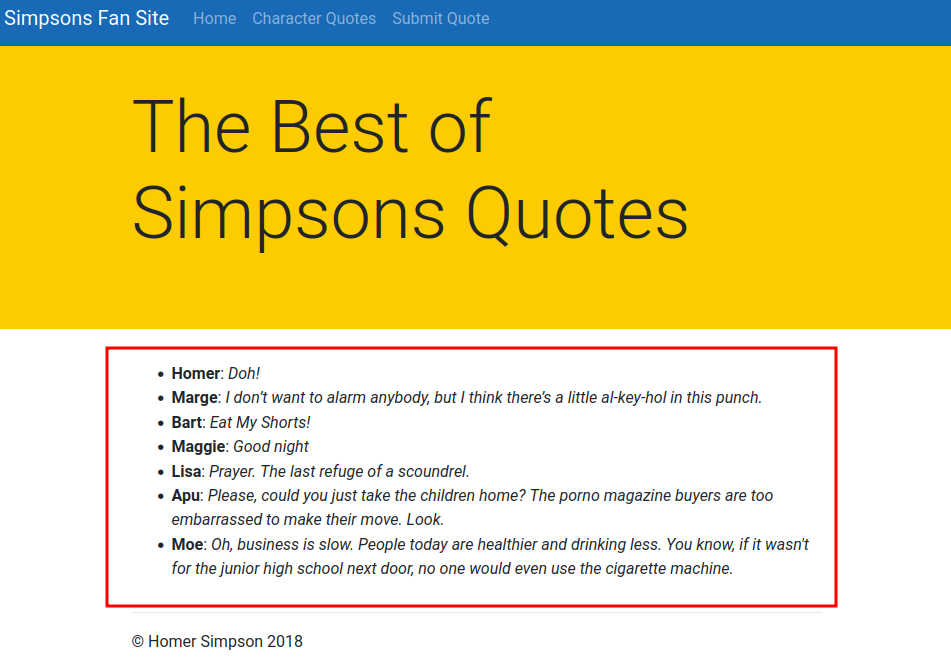 Simpsons Fan Site Home Character Quotes Submit Quote
The Best of
Simpsons Quotes
• Homer: Doh!
• Marge: I don't want to alarm anybody, but I think there's a little al-key-hol in this punch.
• Bart: Eat My Shorts!
• Maggie: Good night
• Lisa: Prayer. The last refuge of a scoundrel.
• Apu: Please, could you just take the children home? The porno magazine buyers are too
embarrassed to make their move. Look.
• Moe: Oh, business is slow. People today are healthier and drinking less. You know, if it wasn't
for the junior high school next door, no one would even use the cigarette machine.
© Homer Simpson 2018